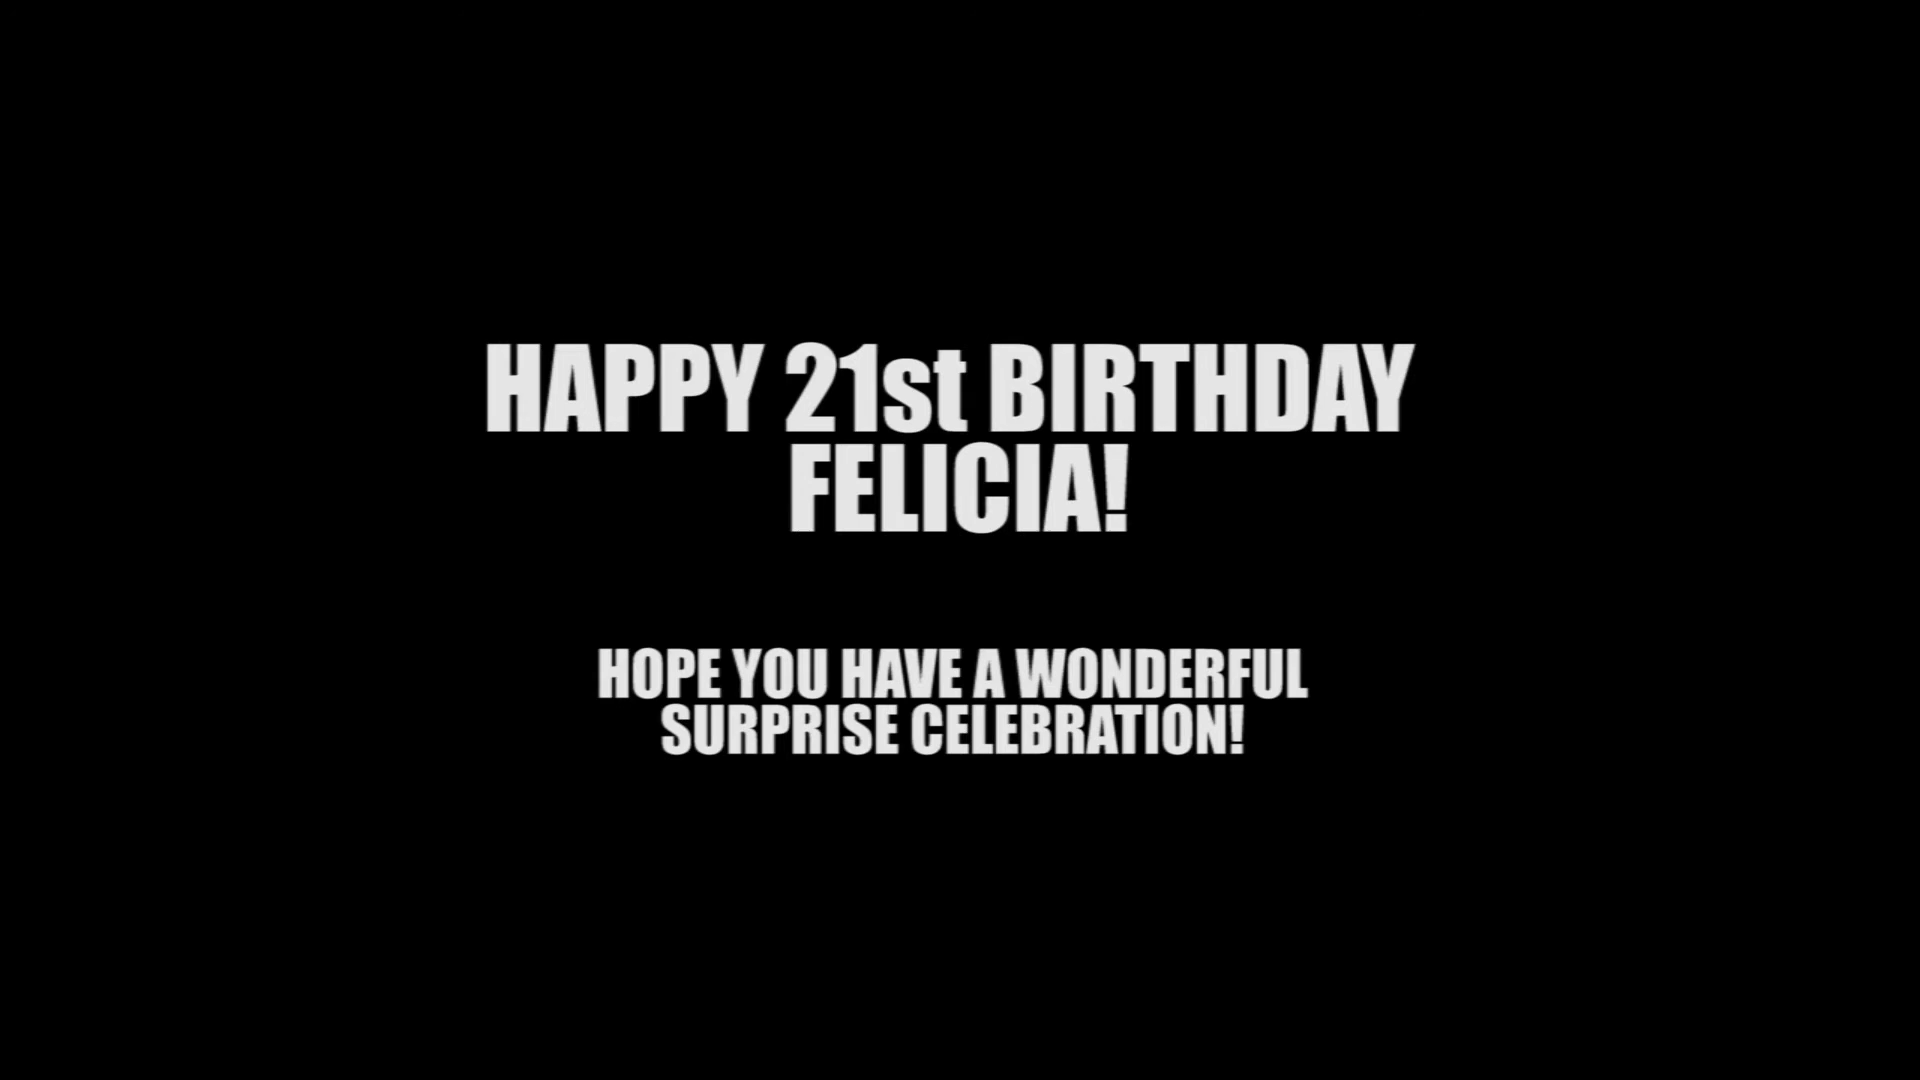 HAPPY 21st BIRTHDAY
FELICIA!
HOPE YOU HAVE A WONDERFUL
SURPRISE CELEBRATION!